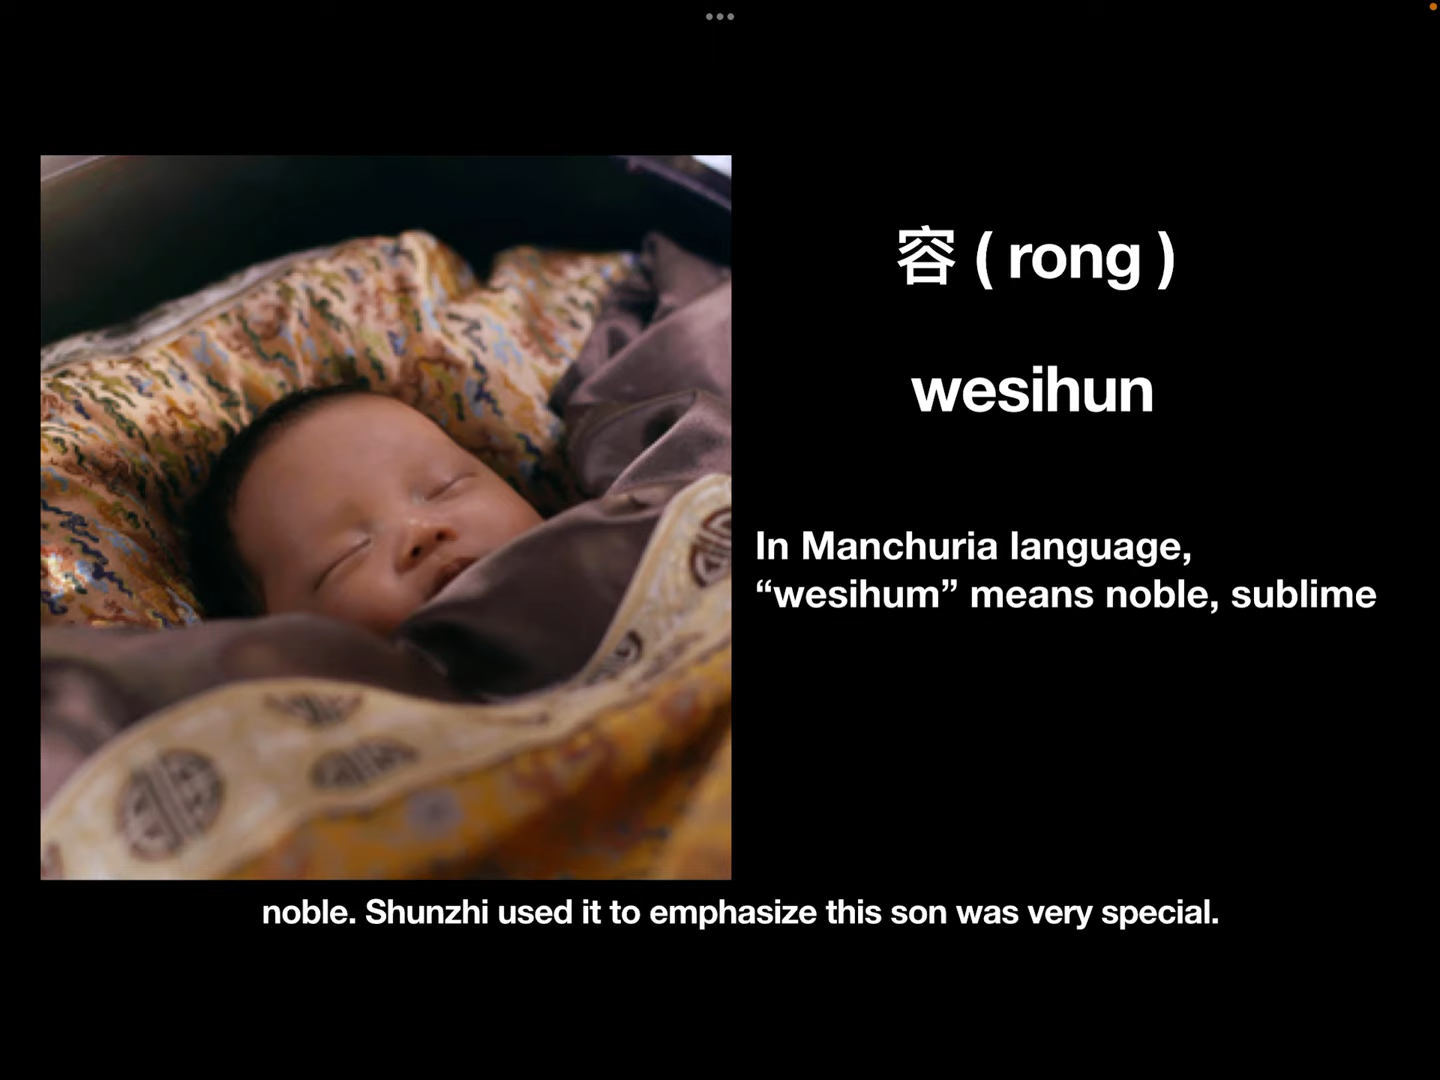 容 ( rong )
wesihun
In Manchuria language,
“wesihum” means noble, sublime
noble. Shunzhi used it to emphasize this son was very special.